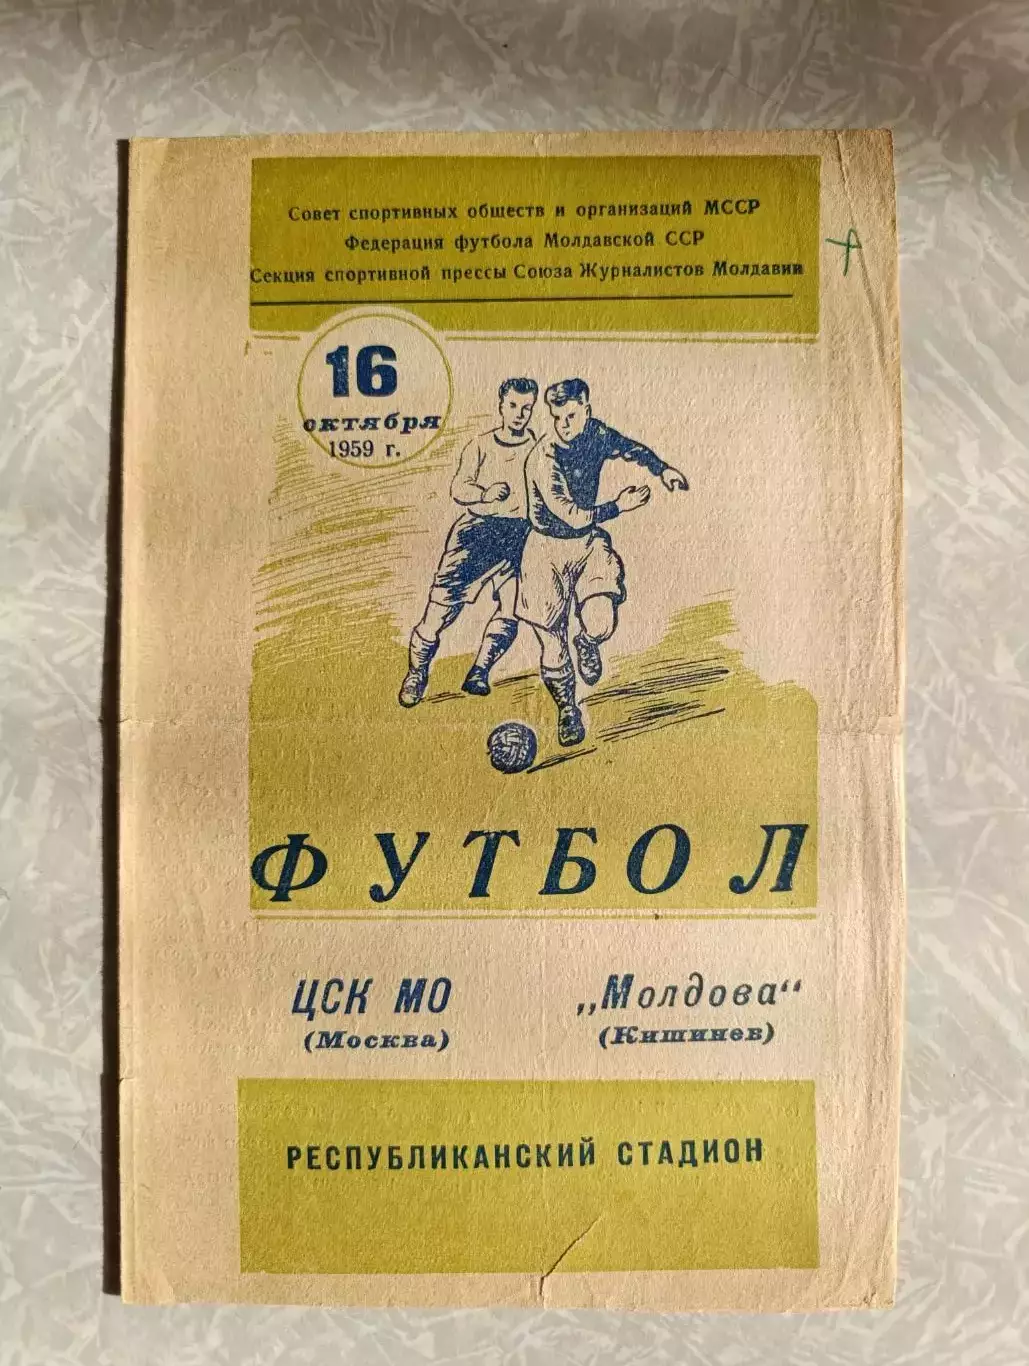 Совет спортивных обществ и организаций МССР
Федерация футбола Молдавской ССР
Секция спортивной прессы Союза Журналистов Молдавии
16
октября
1959 г.
ФУТБОЛ
ЦСК МО „Молдова“
(Москва) (Кишинев)
РЕСПУБЛИКАНСКИЙ СТАДИОН